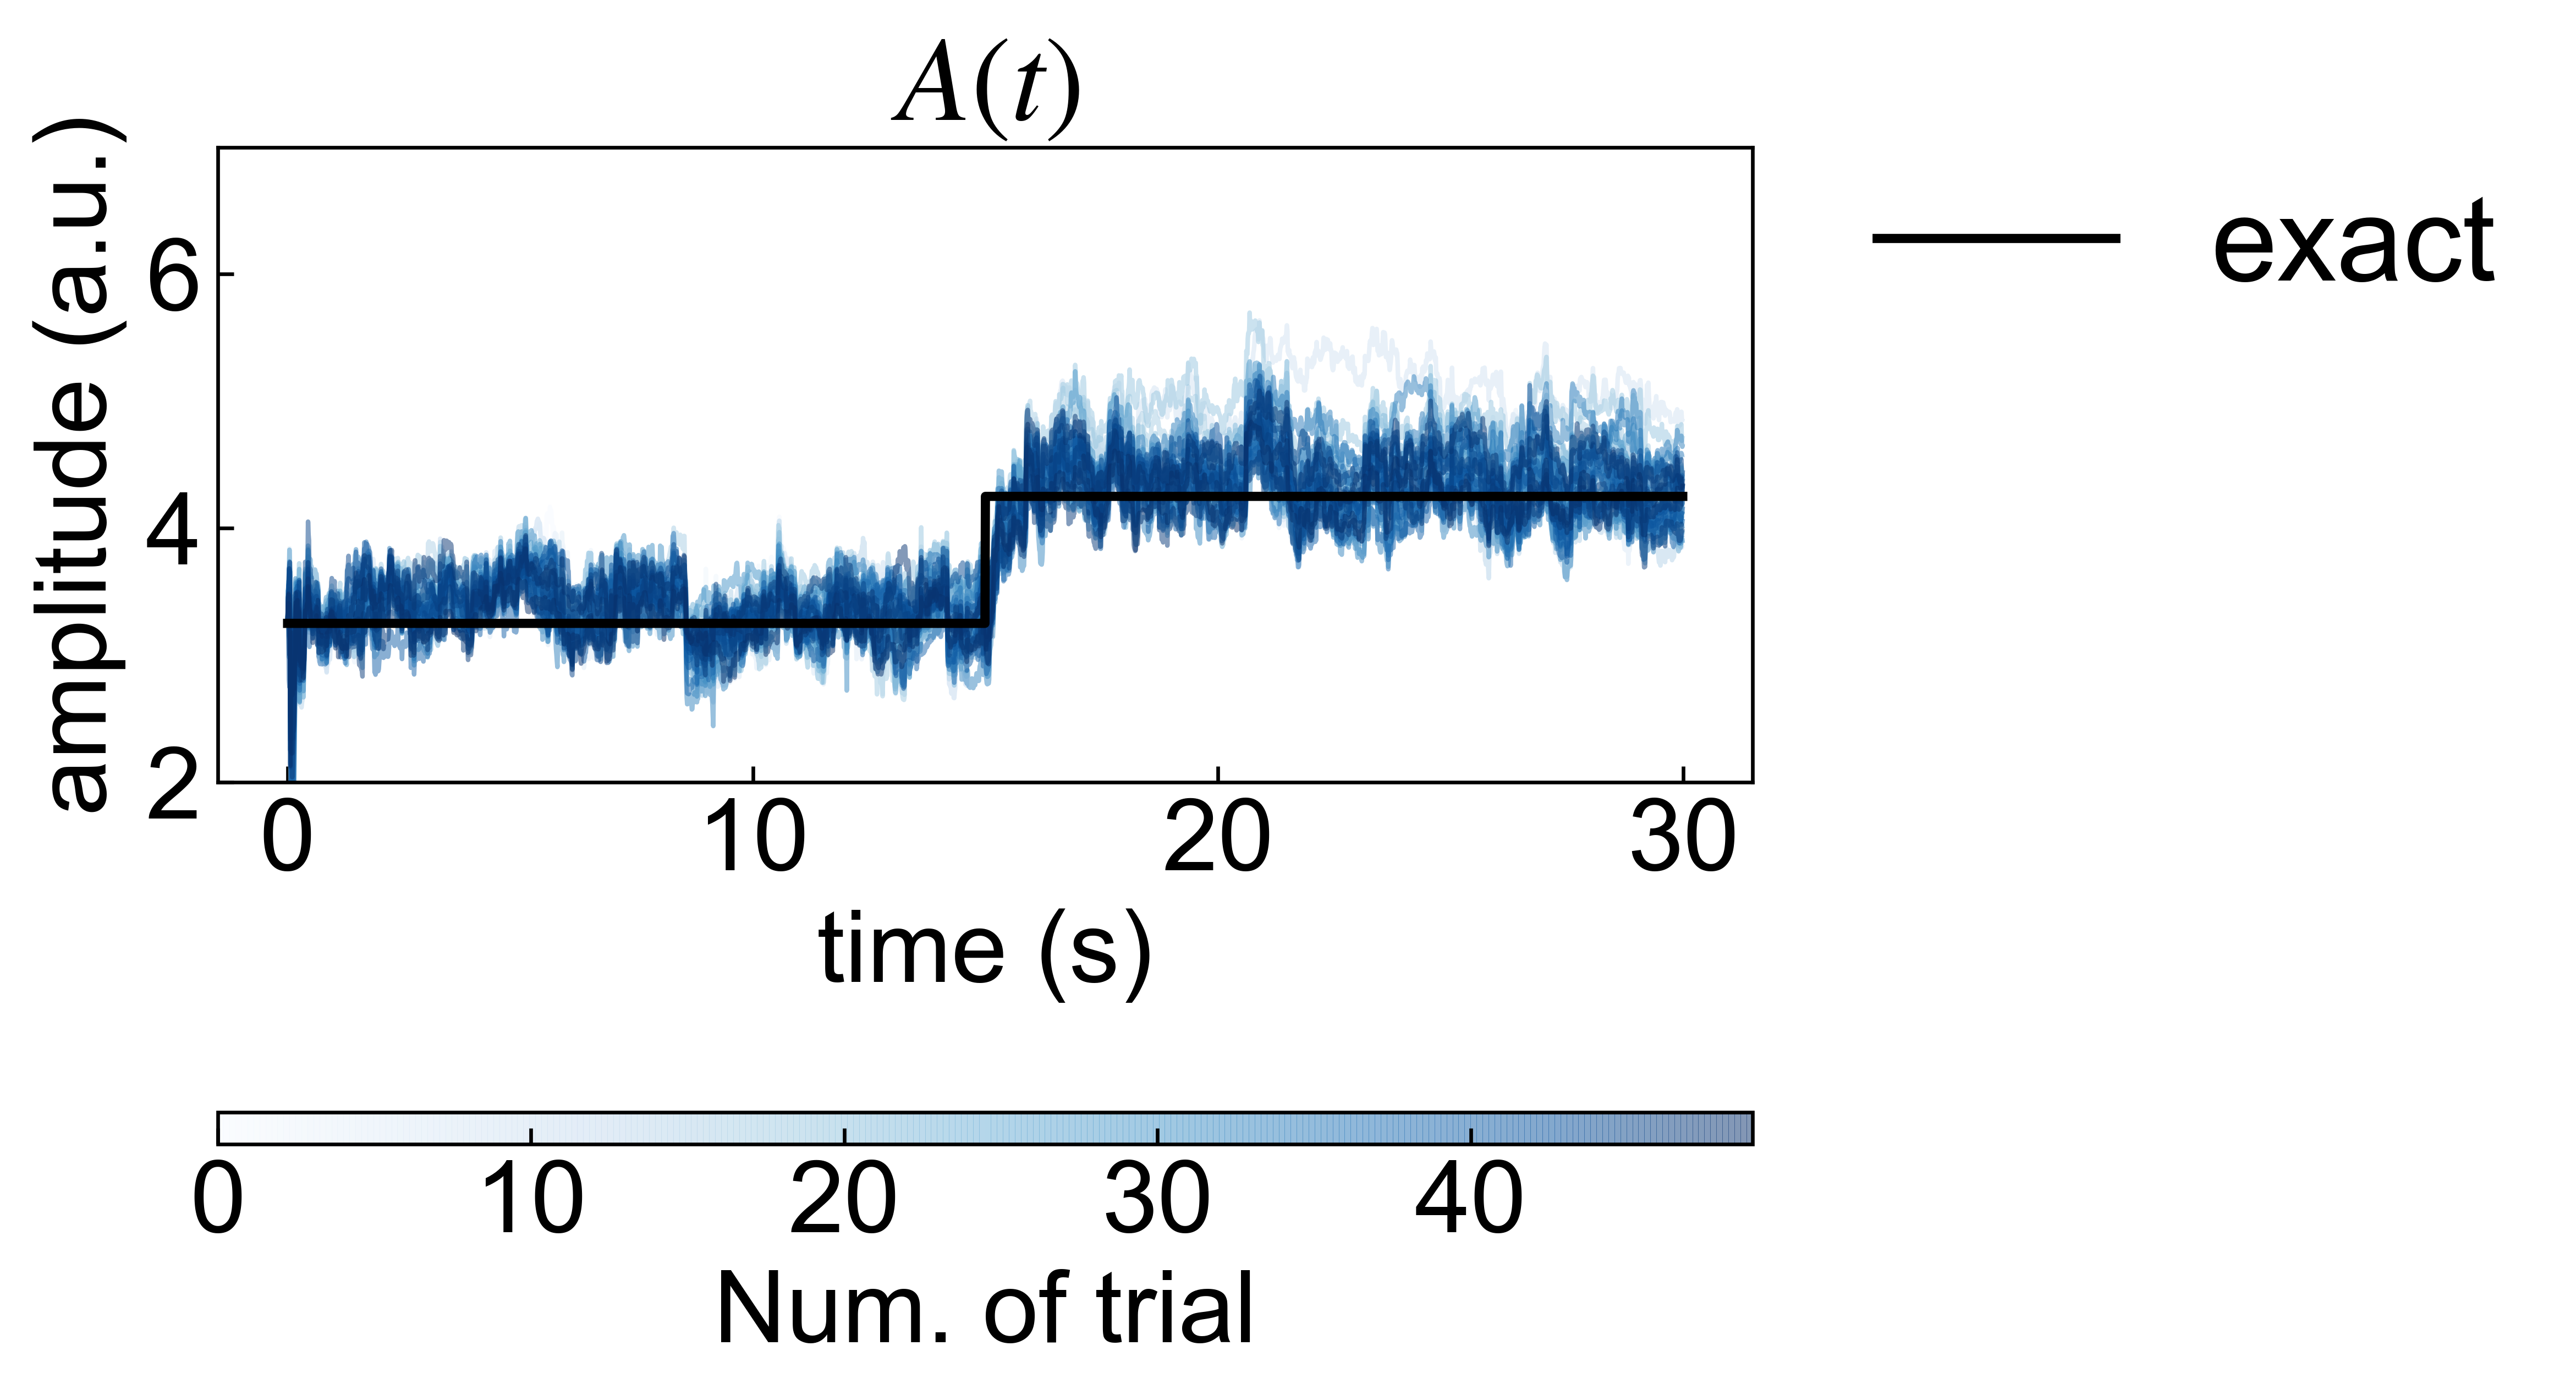 A(t)
amplitude (a.u.)
6
4
2
0 10 20 30
time (s)
exact
0 10 20 30 40
Num. of trial